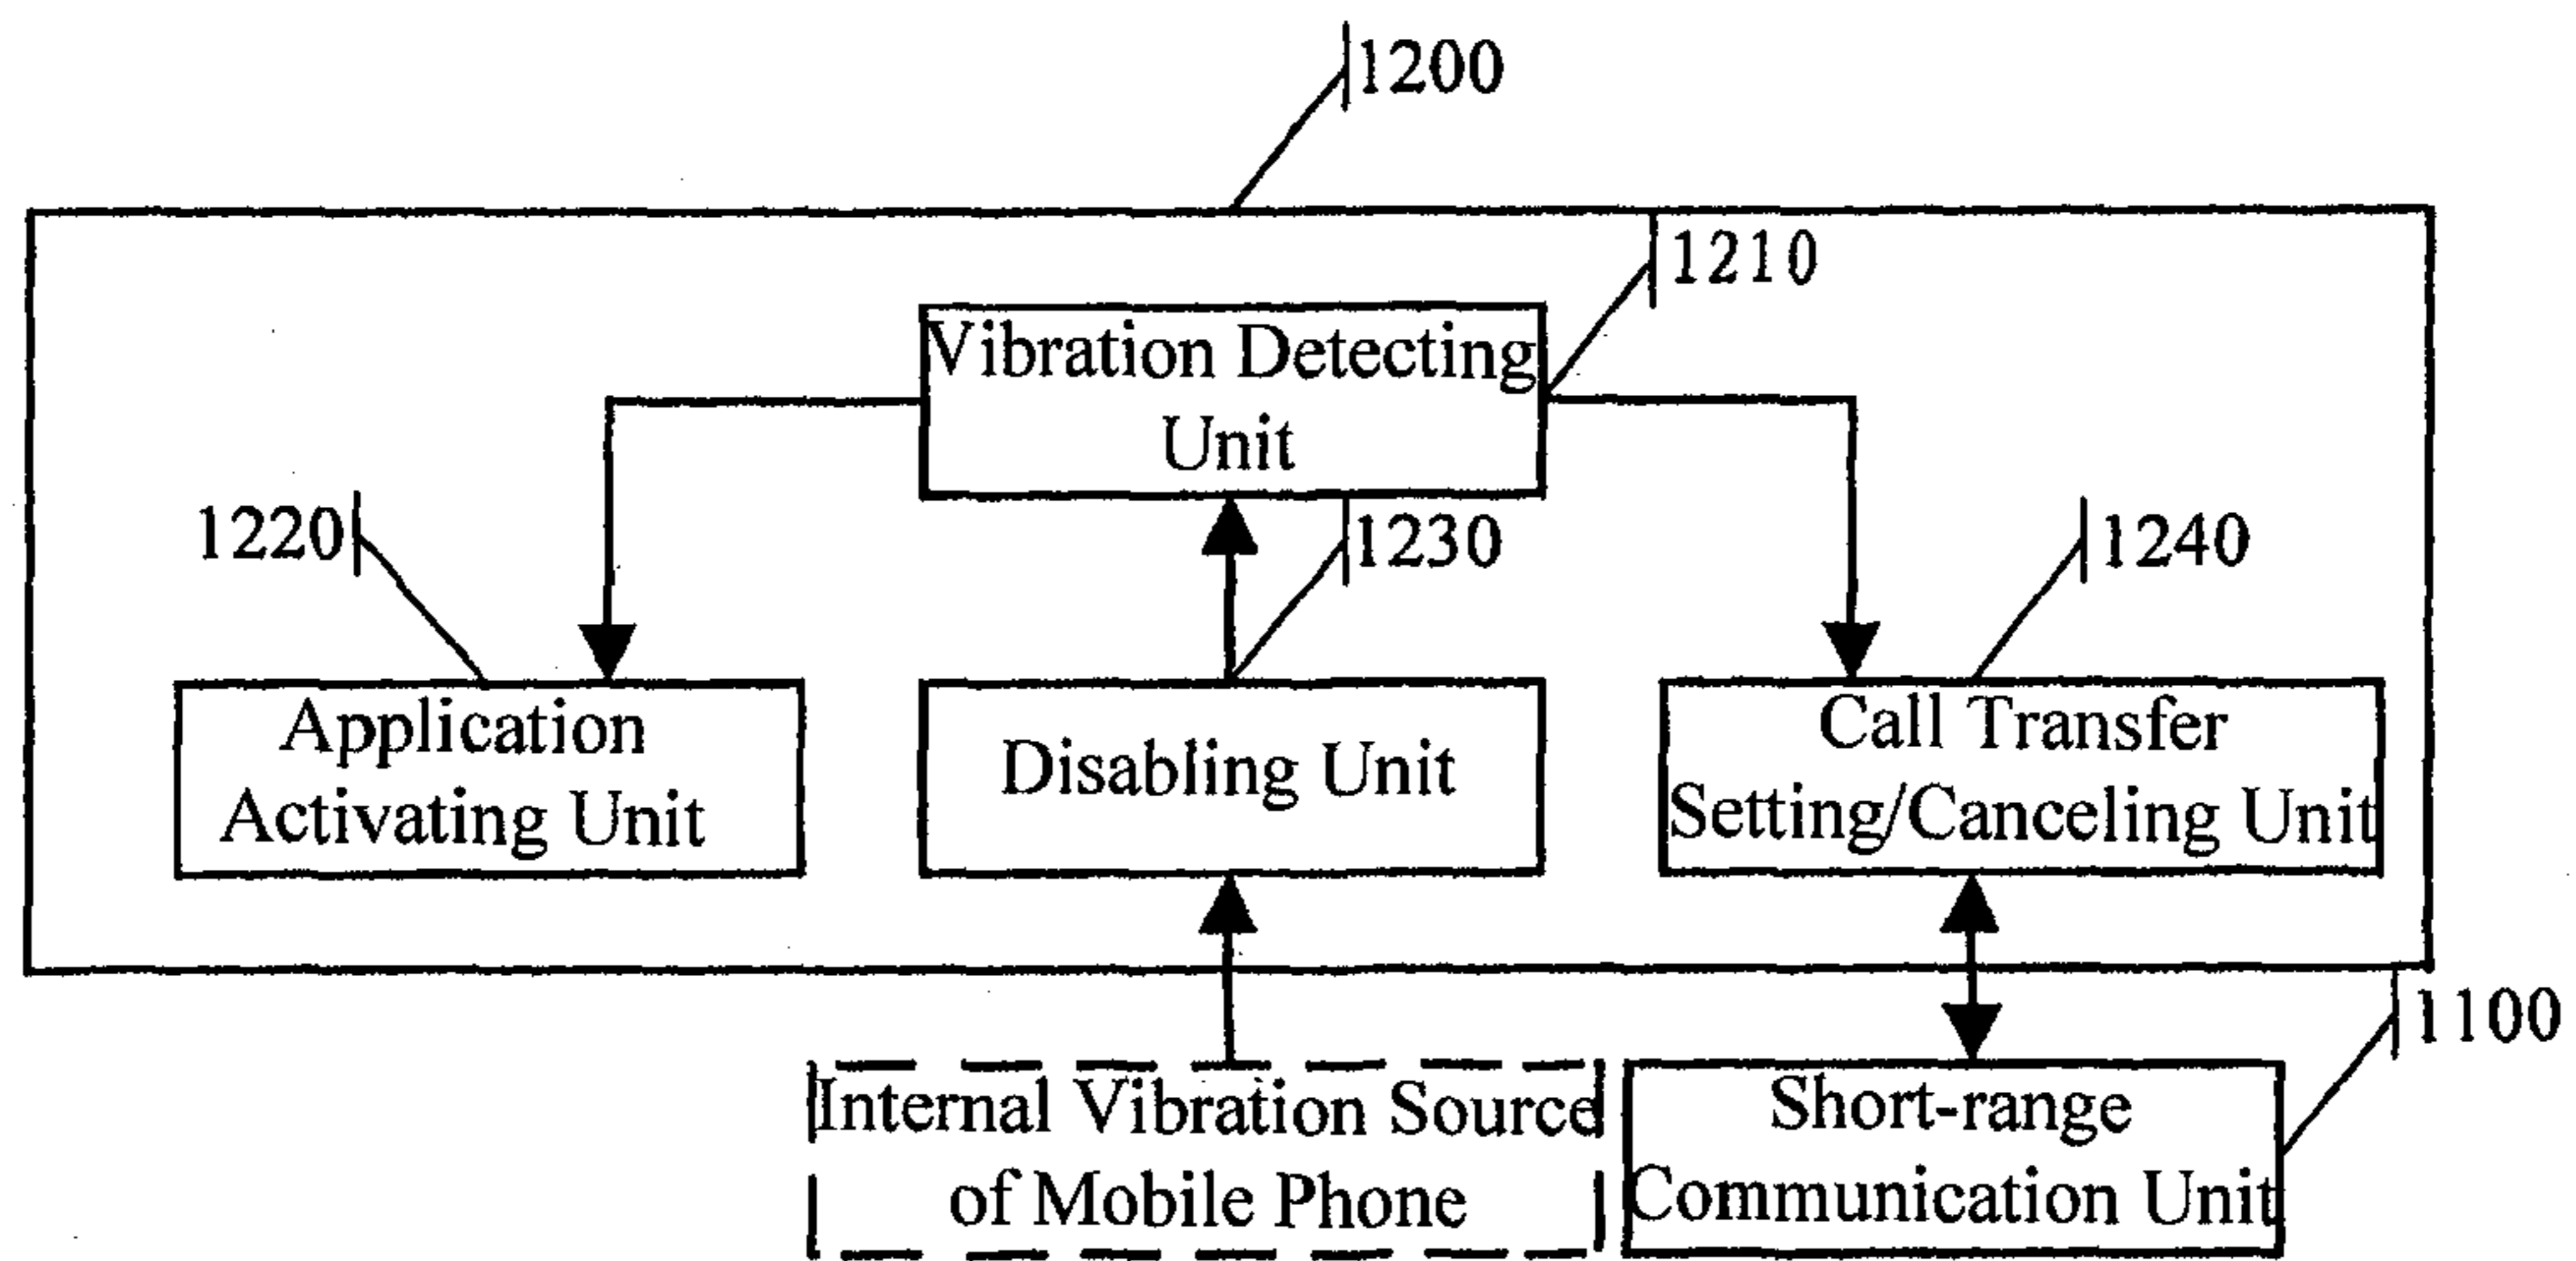 1200
1210
Vibration Detecting
Unit
1220
1230
1240
Application
Activating Unit
Disabling Unit
Call Transfer
Setting/Canceling Unit
1100
Internal Vibration Source
of Mobile Phone
Short-range
Communication Unit